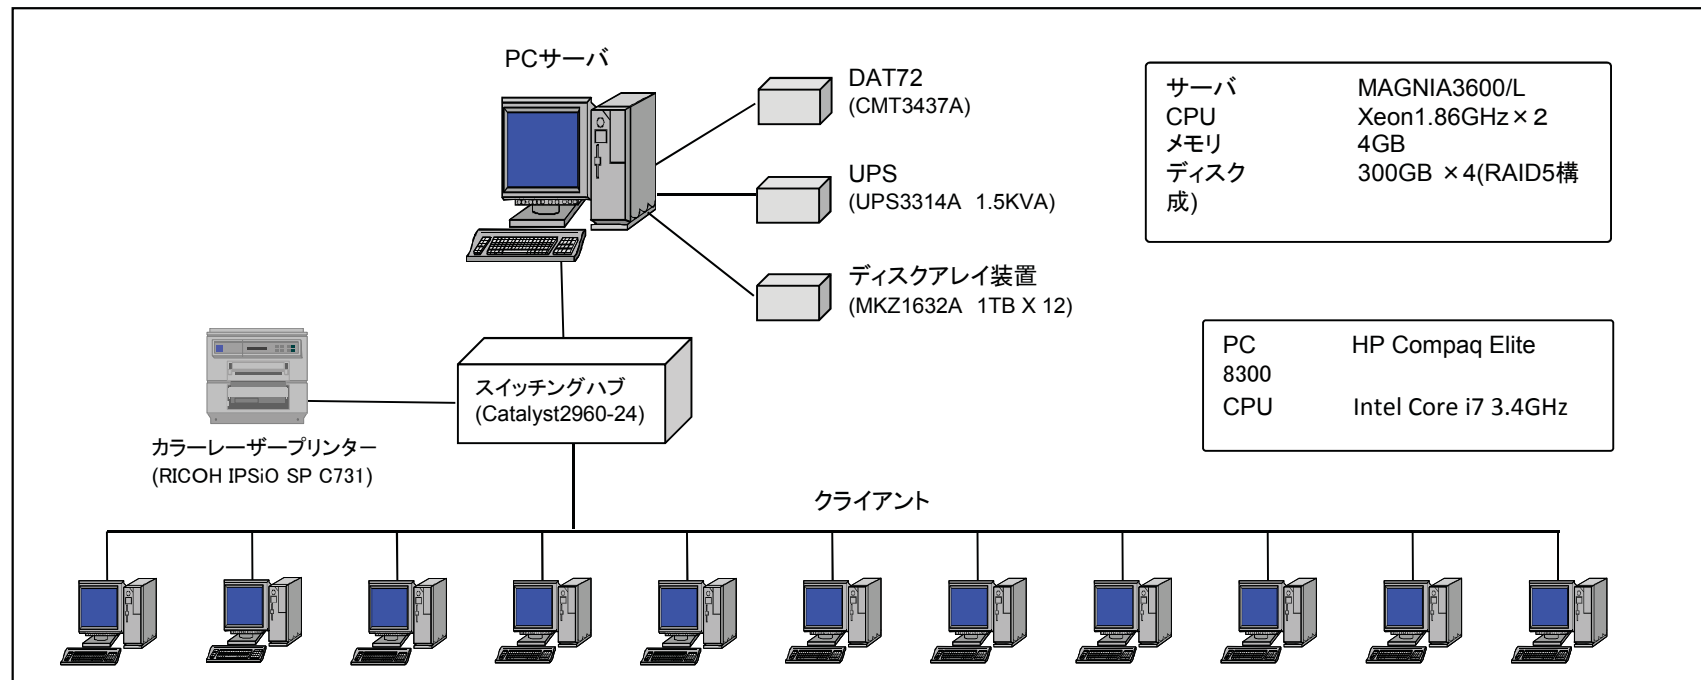 PCサーバ
DAT72
(CMT3437A)
UPS
(UPS3314A 1.5KVA)
ディスクアレイ装置
(MKZ1632A 1TB X 12)
サーバ MAGNIA3600/L
CPU Xeon1.86GHz×2
メモリ 4GB
ディスク 300GB ×4(RAID5構
成)
PC HP Compaq Elite
8300
CPU Intel Core i7 3.4GHz
スイッチングハブ
(Catalyst2960-24)
カラーレーザープリンター
(RICOH IPSiO SP C731)
クライアント